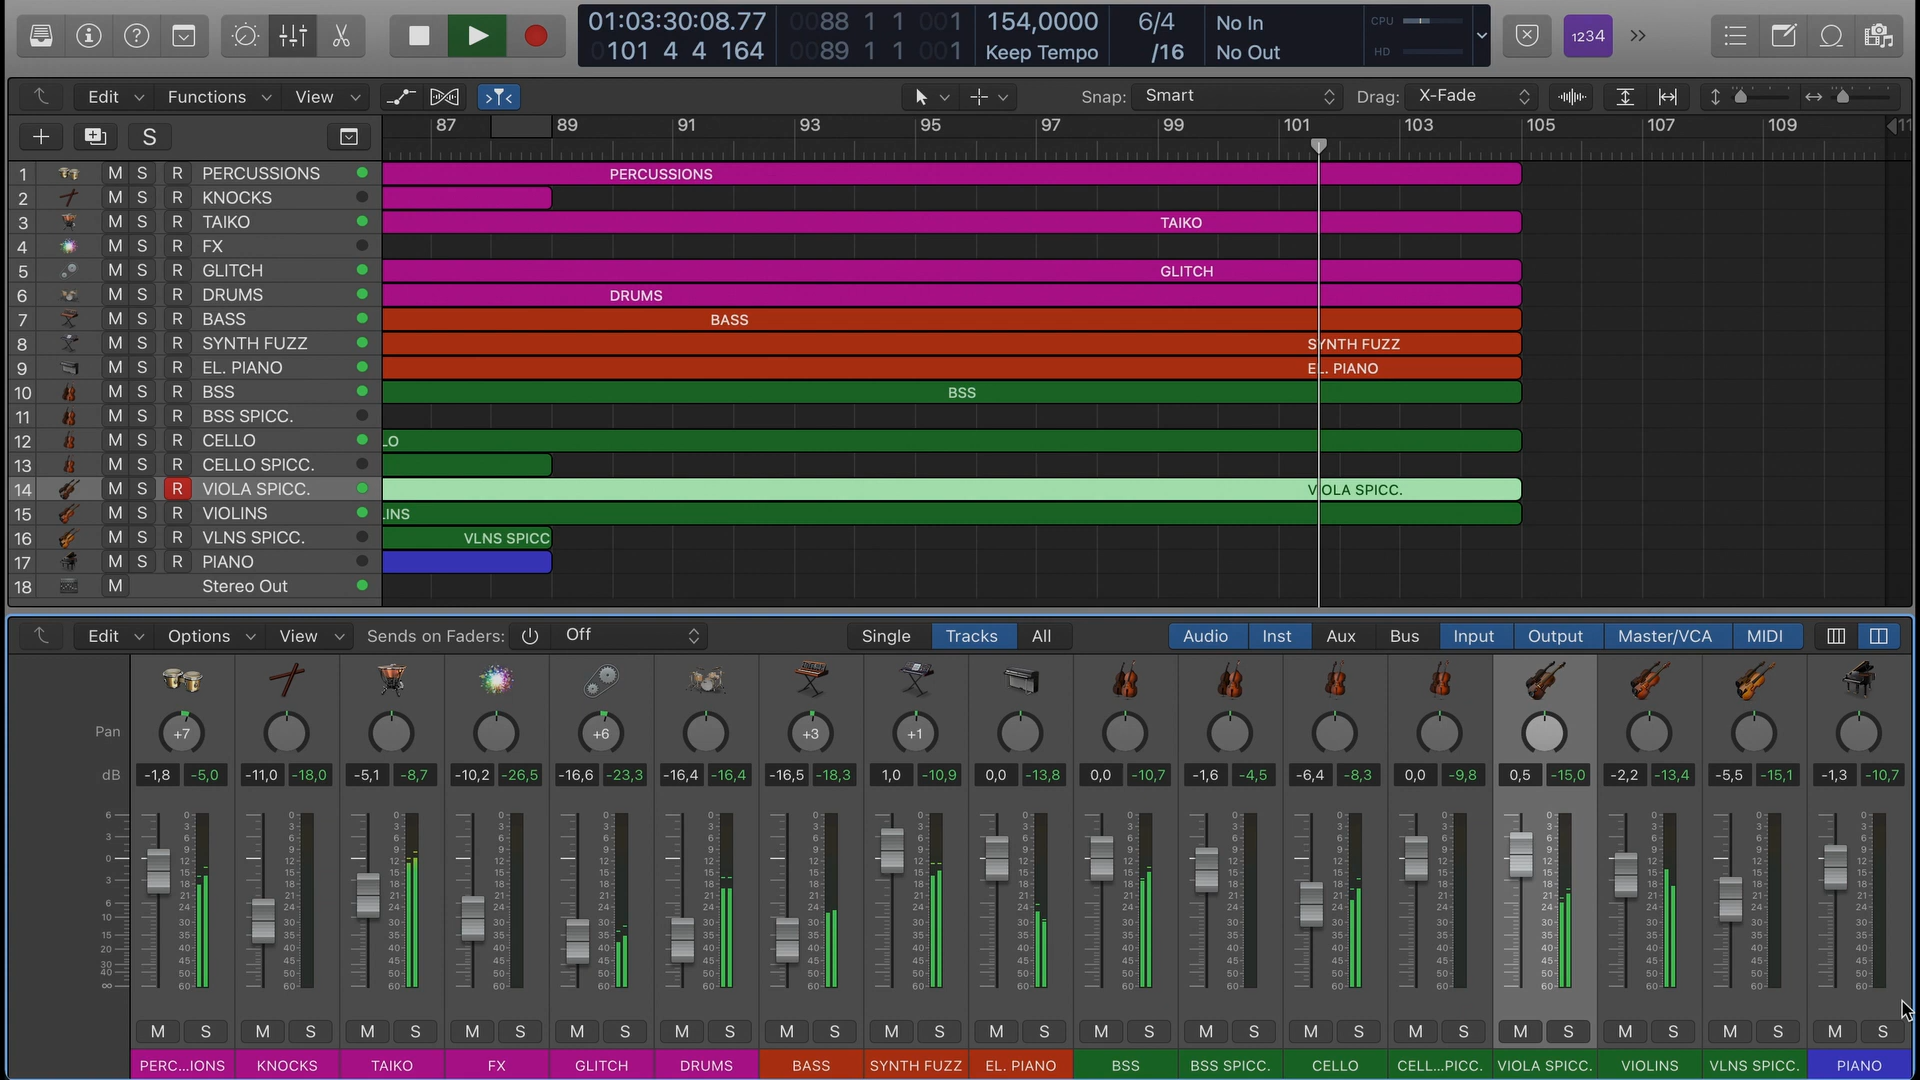 01:03:30:08.77
101 4 4 164
0088 1 1 001
0089 1 1 001
154,0000
Keep Tempo
6/4
/16
No In
No Out
CPU
HD
1234
Edit Functions View
Snap: Smart
Drag: X-Fade
S
87 89 91 93 95 97 99 101 103 105 107 109
1 M S R PERCUSSIONS
PERCUSSIONS
2 M S R KNOCKS
3 M S R TAIKO
TAIKO
4 M S R FX
5 M S R GLITCH
GLITCH
6 M S R DRUMS
DRUMS
7 M S R BASS
BASS
8 M S R SYNTH FUZZ
SYNTH FUZZ
9 M S R EL. PIANO
EL. PIANO
10 M S R BSS
BSS
11 M S R BSS SPICC.
12 M S R CELLO
LO
13 M S R CELLO SPICC.
14 M S R VIOLA SPICC.
VIOLA SPICC.
15 M S R VIOLINS
LINS
16 M S R VLNS SPICC.
VLNS SPICC
17 M S R PIANO
18 M Stereo Out
Edit Options View Sends on Faders: Off
Single Tracks All
Audio Inst Aux Bus Input Output Master/VCA MIDI
Pan +7 +6 +3 +1
dB -1,8 -5,0 -11,0 -18,0 -5,1 -8,7 -10,2 -26,5 -16,6 -23,3 -16,4 -16,4 -16,5 -18,3 1,0 -10,9 0,0 -13,8 0,0 -10,7 -1,6 -4,5 -6,4 -8,3 0,0 -9,8 0,5 -15,0 -2,2 -13,4 -5,5 -15,1 -1,3 -10,7
M S M S M S M S M S M S M S M S M S M S M S M S M S M S M S M S M S
PERC...IONS KNOCKS TAIKO FX GLITCH DRUMS BASS SYNTH FUZZ EL. PIANO BSS BSS SPICC. CELLO CELL...PICC. VIOLA SPICC. VIOLINS VLNS SPICC. PIANO